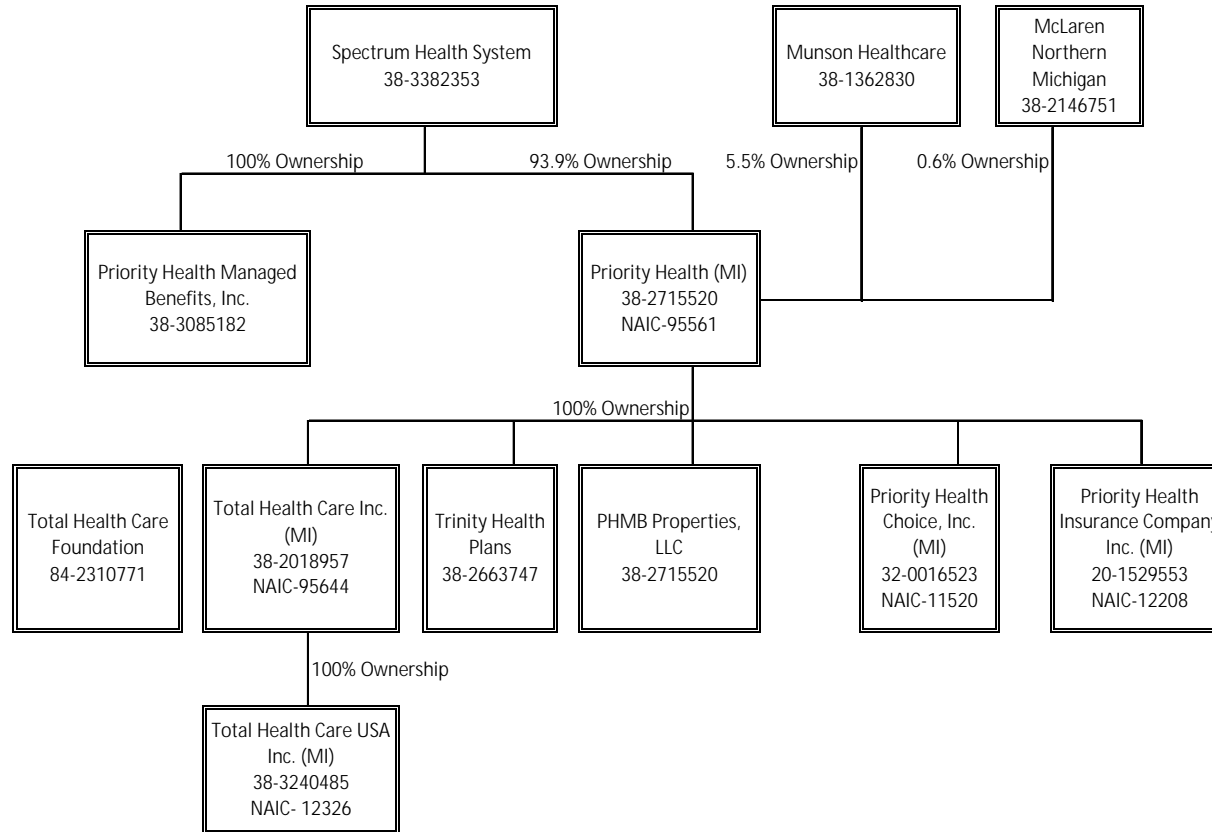 Spectrum Health System
38-3382353
Munson Healthcare
38-1362830
McLaren
Northern
Michigan
38-2146751
100% Ownership
93.9% Ownership
5.5% Ownership
0.6% Ownership
Priority Health Managed
Benefits, Inc.
38-3085182
Priority Health (MI)
38-2715520
NAIC-95561
100% Ownership
Total Health Care
Foundation
84-2310771
Total Health Care Inc.
(MI)
38-2018957
NAIC-95644
Trinity Health
Plans
38-2663747
PHMB Properties,
LLC
38-2715520
Priority Health
Choice, Inc.
(MI)
32-0016523
NAIC-11520
Priority Health
Insurance Company
Inc. (MI)
20-1529553
NAIC-12208
100% Ownership
Total Health Care USA
Inc. (MI)
38-3240485
NAIC- 12326